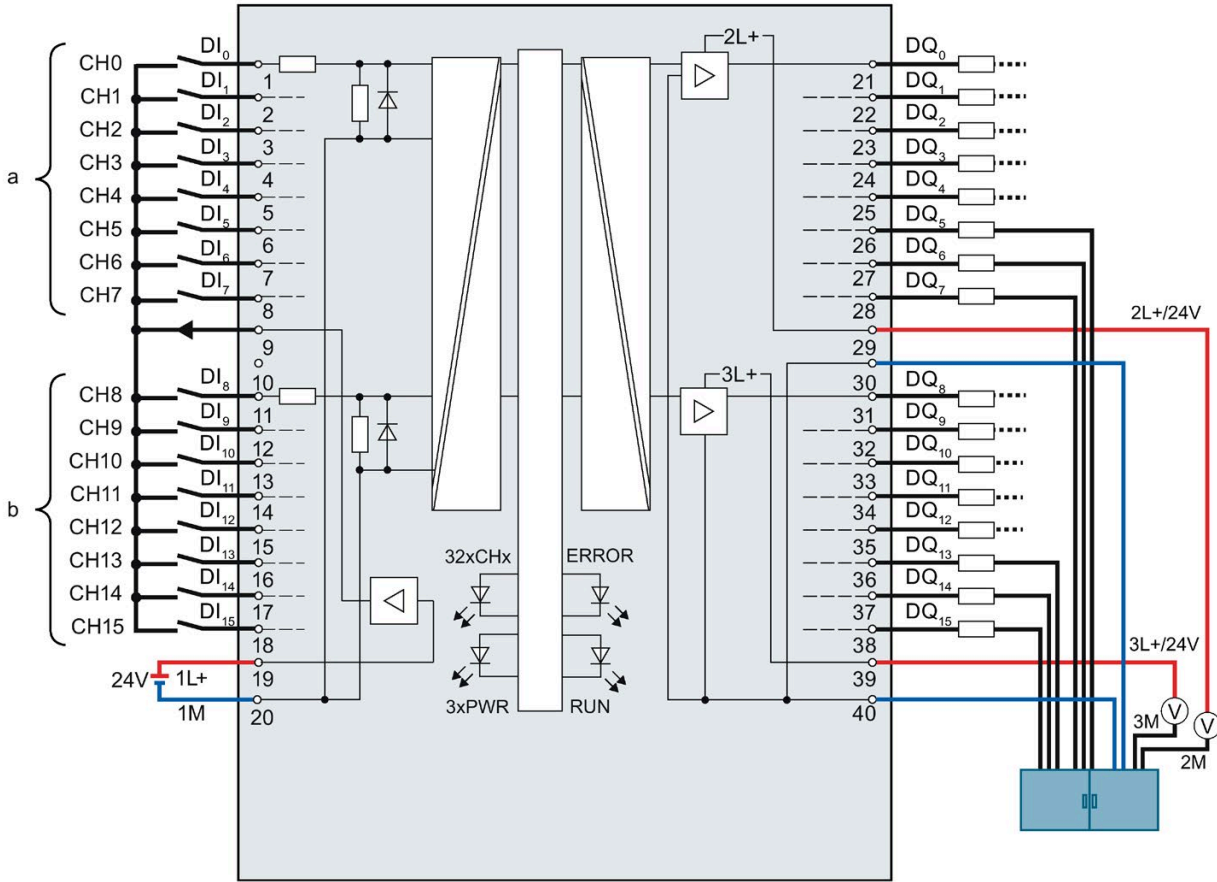 CH0 DI0 1 2L+ 21 DQ0
CH1 DI1 2 22 DQ1
CH2 DI2 3 23 DQ2
CH3 DI3 4 24 DQ3
a CH4 DI4 5 25 DQ4
CH5 DI5 6 26 DQ5
CH6 DI6 7 27 DQ6
CH7 DI7 8 28 DQ7
2L+/24V
9 29
CH8 DI8 10 3L+ 30 DQ8
CH9 DI9 11 31 DQ9
CH10 DI10 12 32 DQ10
CH11 DI11 13 33 DQ11
b CH12 DI12 14 34 DQ12
CH13 DI13 15 32xCHx ERROR 35 DQ13
CH14 DI14 16 36 DQ14
CH15 DI15 17 37 DQ15
18 38 3L+/24V
24V 1L+ 19 39
1M 20 3xPWR RUN 40
3M V V
2M